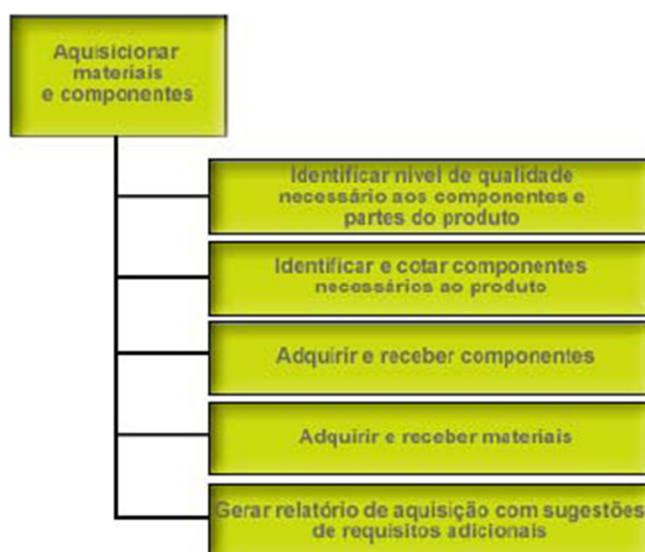 Aquisicionar
materiais
e componentes
Identificar nível de qualidade
necessário aos componentes e
partes do produto
Identificar e cotar componentes
necessários ao produto
Adquirir e receber componentes
Adquirir e receber materiais
Gerar relatório de aquisição com sugestões
de requisitos adicionais